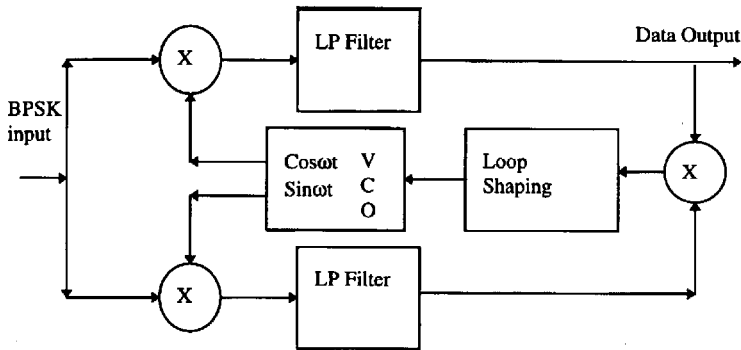 LP Filter
Data Output
X
BPSK
input
Cosωt V
Sinωt C
O
Loop
Shaping
X
LP Filter
X